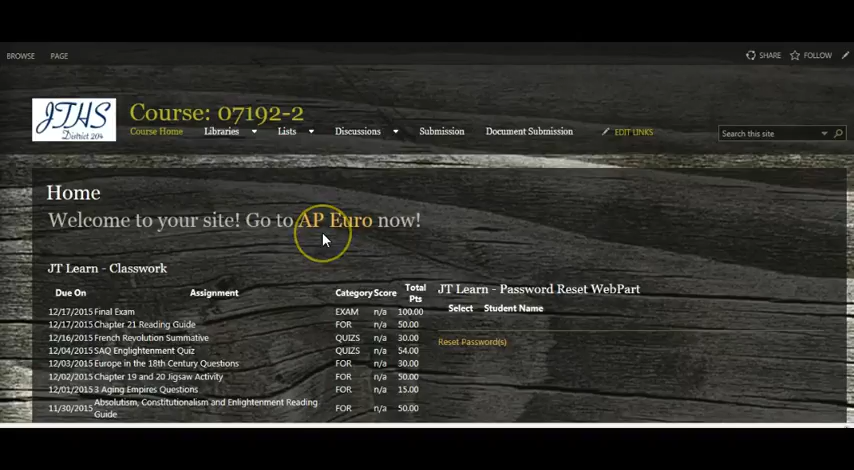 BROWSE PAGE SHARE FOLLOW
JTHS
District 204
Course: 07192-2
Course Home Libraries Lists Discussions Submission Document Submission EDIT LINKS Search this site
Home
Welcome to your site! Go to AP Euro now!
JT Learn - Classwork
Due On Assignment Category Score Total Pts
12/17/2015 Final Exam EXAM n/a 100.00
12/17/2015 Chapter 21 Reading Guide FOR n/a 50.00
12/16/2015 French Revolution Summative QUIZS n/a 30.00
12/04/2015 SAQ Englightenment Quiz QUIZS n/a 54.00
12/03/2015 Europe in the 18th Century Questions FOR n/a 30.00
12/02/2015 Chapter 19 and 20 Jigsaw Activity FOR n/a 50.00
12/01/2015 3 Aging Empires Questions FOR n/a 15.00
11/30/2015 Absolutism, Constitutionalism and Enlightenment Reading Guide FOR n/a 50.00
JT Learn - Password Reset WebPart
Select Student Name
Reset Password(s)